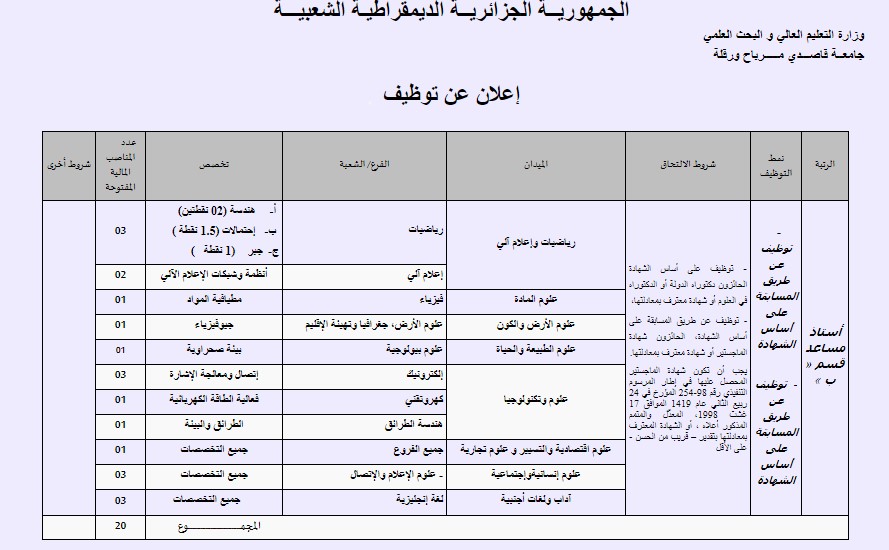 الجمهوريــة الجزائريــة الديمقراطيـة الشعبيـــة
وزارة التعليم العالي و البحث العلمي
جامعــة قاصــدي مــــرباح ورقلة
إعلان عن توظيف
الرتبة
نمط
التوظيف
شروط الالتحاق
الميدان
الفرع/ الشعبة
تخصص
عدد
المناصب
المالية
المفتوحة
شروط أخرى
أستاذ
مساعد
قسم «
ب »
-
توظيف
عن
طريق
المسابقة
على
أساس
الشهادة
- توظيف
عن
طريق
المسابقة
على
أساس
الشهادة
- توظيف على أساس الشهادة
الحائزون دكتوراه الدولة أو الدكتوراه
في العلوم أو شهادة معترف بمعادلتها،
- توظيف عن طريق المسابقة على
أساس الشهادة، الحائزون شهادة
الماجستير أو شهادة معترف بمعادلتها.
يجب أن تكون شهادة الماجستير
المحصل عليها في إطار المرسوم
التنفيذي رقم 98-254 المؤرخ في 24
ربيع الثاني عام 1419 الموافق 17
غشت 1998، المعدّل والمتمم
المذكور أعلاه ، أو الشهادة المعترف
بمعادلتها بتقدير – قريب من الحسن -
على الأقل
رياضيات وإعلام آلي
رياضيات
أ- هندسة (02 نقطتين)
ب- إحتمالات (1.5 نقطة )
ج- جبر (1 نقطة )
03
إعلام آلي
أنظمة وشبكات الإعلام الآلي
02
علوم المادة
فيزياء
مطيافية المواد
01
علوم الأرض والكون
علوم الأرض، جغرافيا وتهيئة الإقليم
جيوفيزياء
01
علوم الطبيعة والحياة
علوم بيولوجية
بيئة صحراوية
01
علوم وتكنولوجيا
إلكترونيك
إتصال ومعالجة الإشارة
03
كهروتقني
فعالية الطاقة الكهربائية
01
هندسة الطرائق
الطرائق والبيئة
01
علوم اقتصادية والتسيير و علوم تجارية
جميع الفروع
جميع التخصصات
01
علوم إنسانيةوإجتماعية
- علوم الإعلام والإتصال
جميع التخصصات
03
آداب ولغات أجنبية
لغة إنجليزية
جميع التخصصات
03
المجمـــــــــــــــوع
20